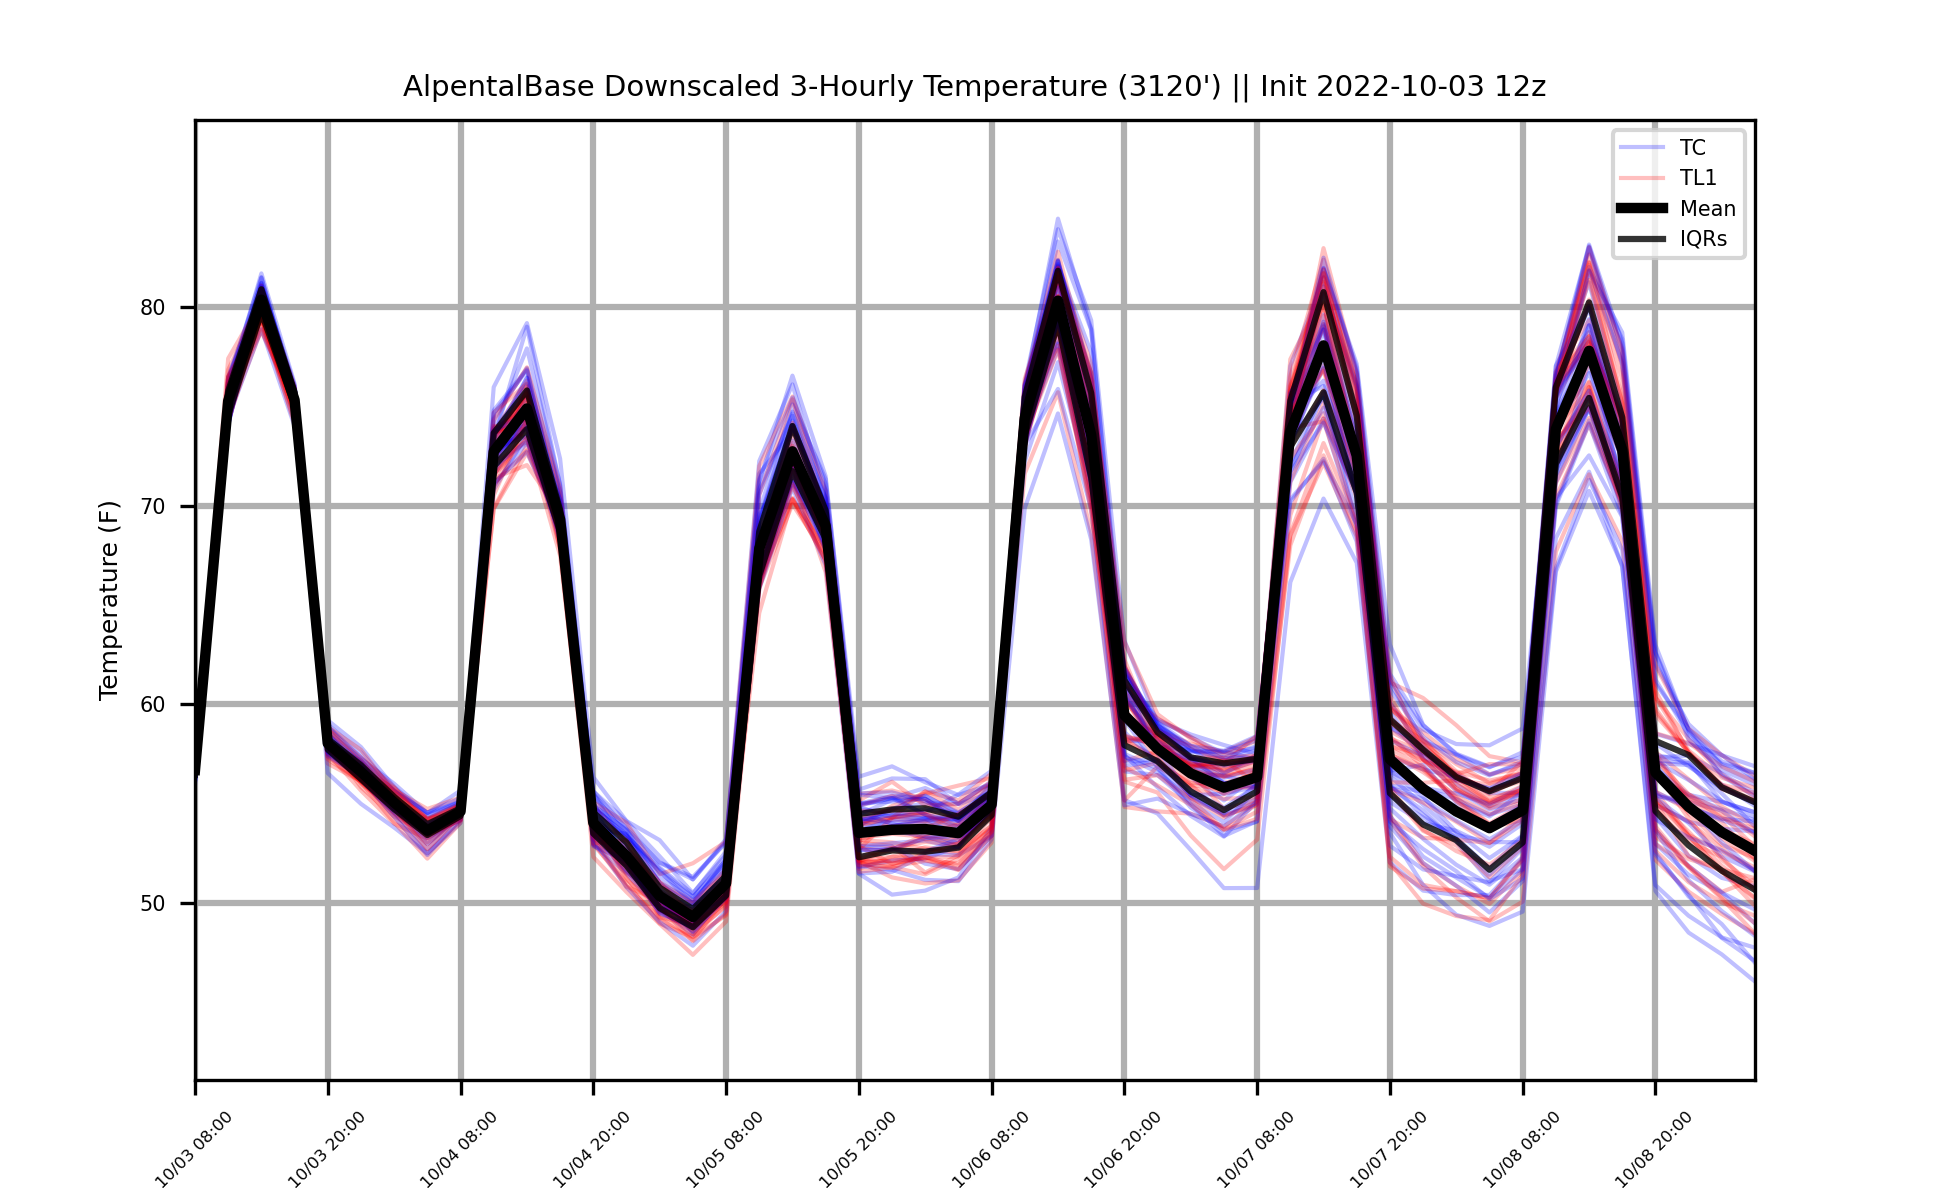 AlpentalBase Downscaled 3-Hourly Temperature (3120') || Init 2022-10-03 12z
TC
TL1
Mean
IQRs
Temperature (F)
80
70
60
50
10/03 08:00
10/03 20:00
10/04 08:00
10/04 20:00
10/05 08:00
10/05 20:00
10/06 08:00
10/06 20:00
10/07 08:00
10/07 20:00
10/08 08:00
10/08 20:00